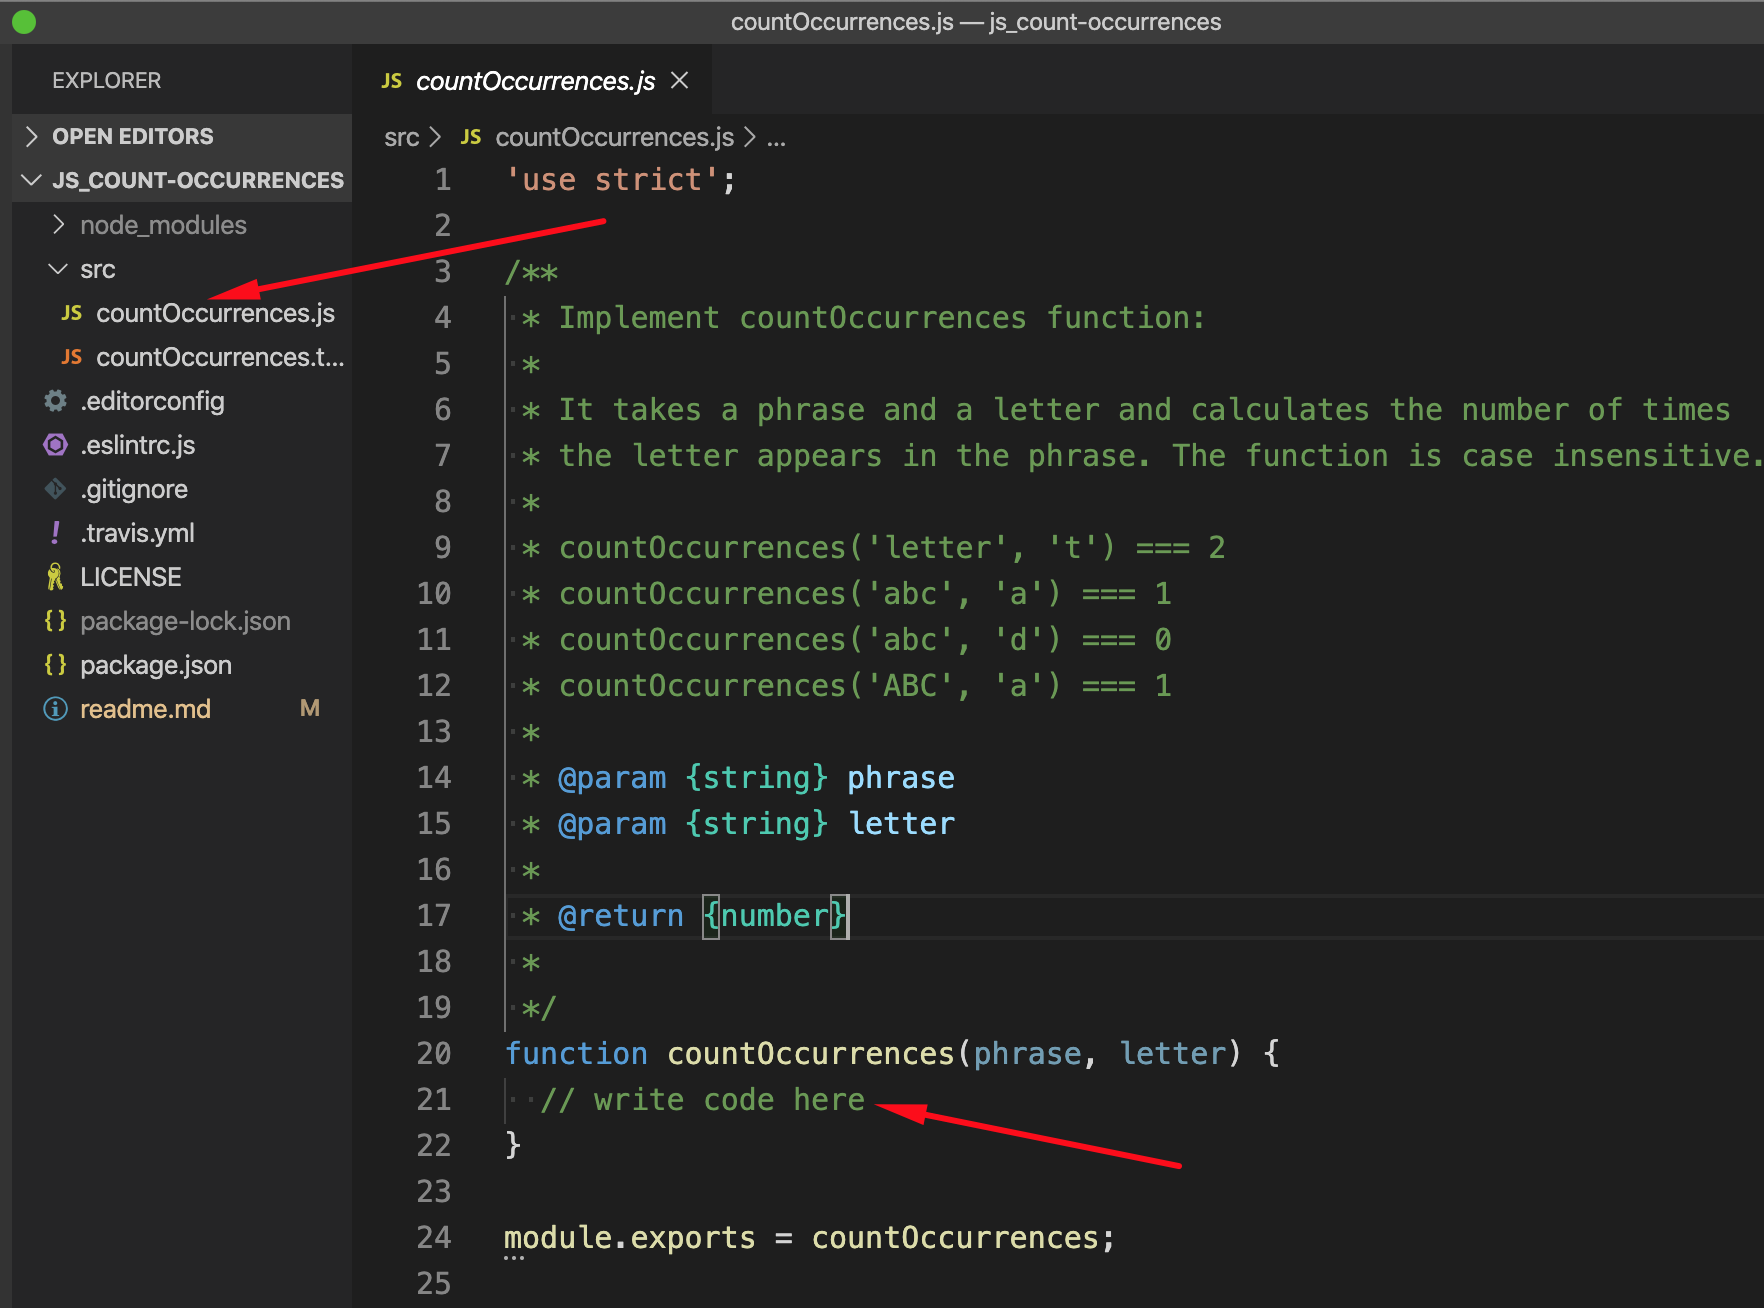 countOccurrences.js — js_count-occurrences
EXPLORER
OPEN EDITORS
JS_COUNT-OCCURRENCES
node_modules
src
JS countOccurrences.js
JS countOccurrences.t...
.editorconfig
.eslintrc.js
.gitignore
! .travis.yml
LICENSE
{} package-lock.json
{} package.json
readme.md M
JS countOccurrences.js ×
src > JS countOccurrences.js > ...
1 'use strict';
2
3 /**
4 * Implement countOccurrences function:
5 *
6 * It takes a phrase and a letter and calculates the number of times
7 * the letter appears in the phrase. The function is case insensitive.
8 *
9 * countOccurrences('letter', 't') === 2
10 * countOccurrences('abc', 'a') === 1
11 * countOccurrences('abc', 'd') === 0
12 * countOccurrences('ABC', 'a') === 1
13 *
14 * @param {string} phrase
15 * @param {string} letter
16 *
17 * @return {number}
18 *
19 */
20 function countOccurrences(phrase, letter) {
21 // write code here
22 }
23
24 module.exports = countOccurrences;
25